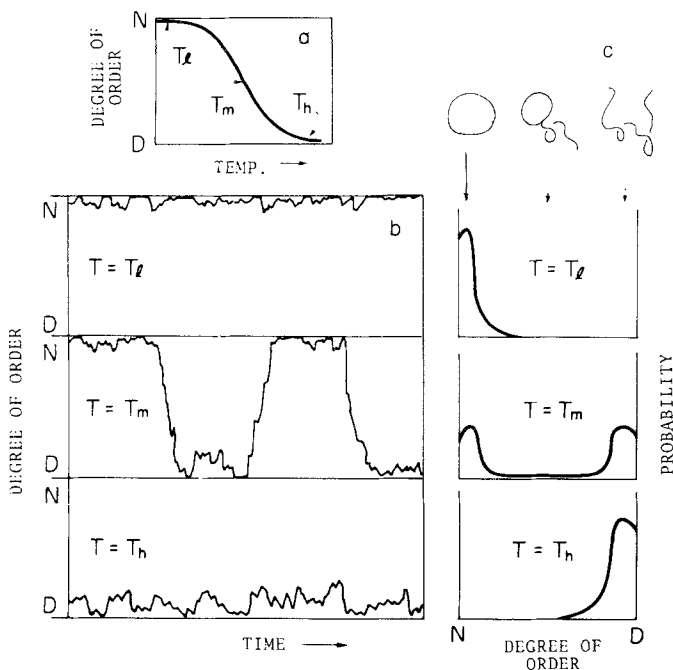 N
DEGREE OF
ORDER
D
a
Tℓ
Tm
Th
TEMP.
c
N
b
T = Tℓ
D
N
T = Tm
D
N
T = Th
D
DEGREE OF ORDER
TIME
T = Tℓ
T = Tm
T = Th
PROBABILITY
N
D
DEGREE OF
ORDER